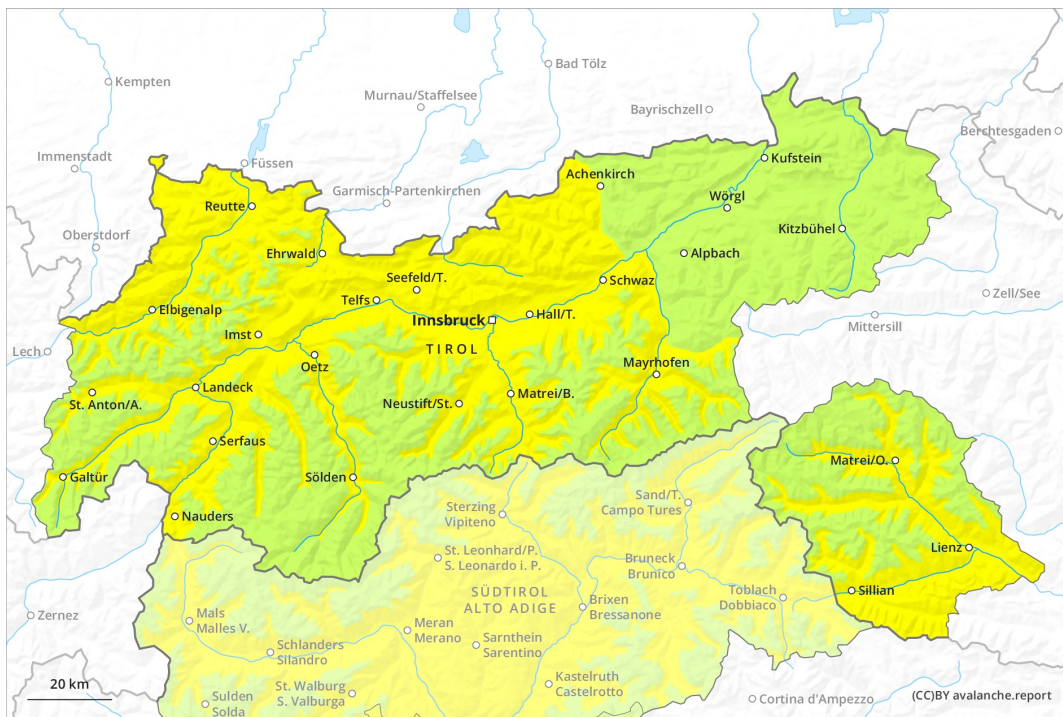 Kempten
Bad Tölz
Murnau/Staffelsee
Bayrischzell
Berchtesgaden
Immenstadt
Füssen
Kufstein
Achenkirch
Garmisch-Partenkirchen
Reutte
Wörgl
Oberstdorf
Kitzbühel
Ehrwald
Alpbach
Seefeld/T.
Schwaz
Zell/See
Telfs
Elbigenalp
Hall/T.
Innsbruck
Mittersill
Imst
TIROL
Lech
Oetz
Mayrhofen
Landeck
St. Anton/A.
Neustift/St.
Matrei/B.
Serfaus
Matrei/O.
Galtür
Sölden
Sand/T.
Campo Tures
Sterzing
Vipiteno
Nauders
Lienz
St. Leonhard/P.
S. Leonardo i. P.
Bruneck
Brunico
Sillian
SÜDTIROL
ALTO ADIGE
Toblach
Dobbiaco
Brixen
Bressanone
Zernez
Mals
Malles V.
Meran
Merano
Schlanders
Silandro
Sarnthein
Sarentino
Kastelruth
Castelrotto
20 km
St. Walburg
S. Valburga
Sulden
Solda
Cortina d'Ampezzo
(CC)BY avalanche.report